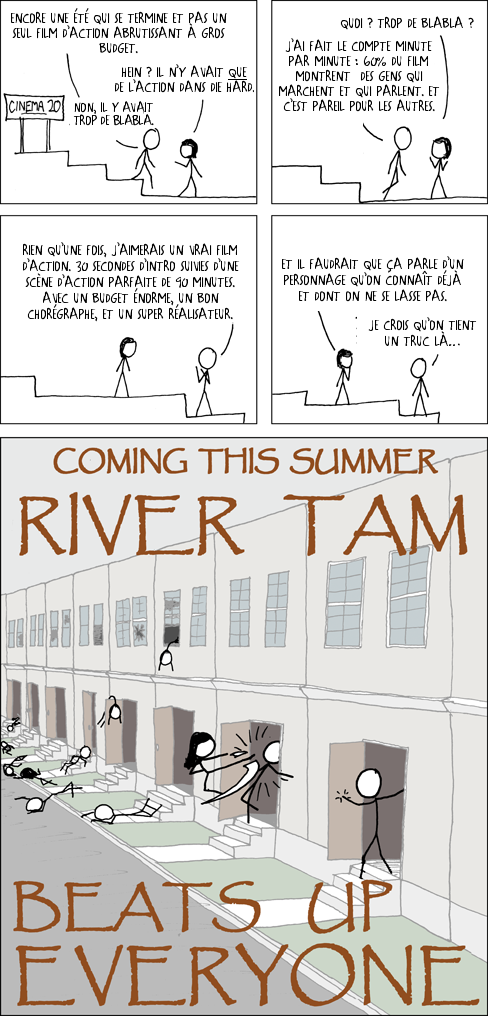 ENCORE UNE ÉTÉ QUI SE TERMINE ET PAS UN
SEUL FILM D'ACTION ABRUTISSANT À GROS
BUDGET.
HEIN ? IL N'Y AVAIT QUE
DE L'ACTION DANS DIE HARD.
CINEMA 20
NON, IL Y AVAIT
TROP DE BLABLA.
QUOI ? TROP DE BLABLA ?
J'AI FAIT LE COMPTE MINUTE
PAR MINUTE : 60% DU FILM
MONTRENT DES GENS QUI
MARCHENT ET QUI PARLENT. ET
C'EST PAREIL POUR LES AUTRES.
RIEN QU'UNE FOIS, J'AIMERAIS UN VRAI FILM
D'ACTION. 30 SECONDES D'INTRO SUIVIES D'UNE
SCÈNE D'ACTION PARFAITE DE 90 MINUTES.
AVEC UN BUDGET ÉNORME, UN BON
CHORÉGRAPHE, ET UN SUPER RÉALISATEUR.
ET IL FAUDRAIT QUE ÇA PARLE D'UN
PERSONNAGE QU'ON CONNAÎT DÉJÀ
ET DONT ON NE SE LASSE PAS.
JE CROIS QU'ON TIENT
UN TRUC LÀ...
COMING THIS SUMMER
RIVER TAM
BEATS UP
EVERYONE